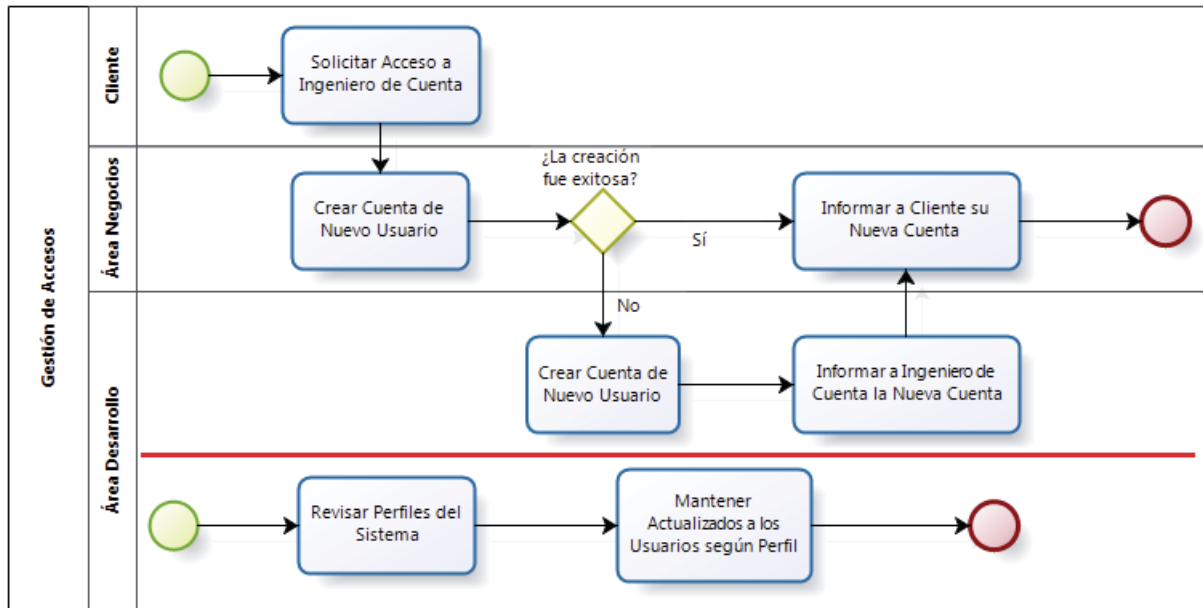 Gestión de Accesos
Cliente
Solicitar Acceso a
Ingeniero de Cuenta
Área Negocios
Crear Cuenta de
Nuevo Usuario
¿La creación
fue exitosa?
Sí
Informar a Cliente su
Nueva Cuenta
Área Desarrollo
No
Crear Cuenta de
Nuevo Usuario
Informar a Ingeniero de
Cuenta la Nueva Cuenta
Revisar Perfiles del
Sistema
Mantener
Actualizados a los
Usuarios según Perfil